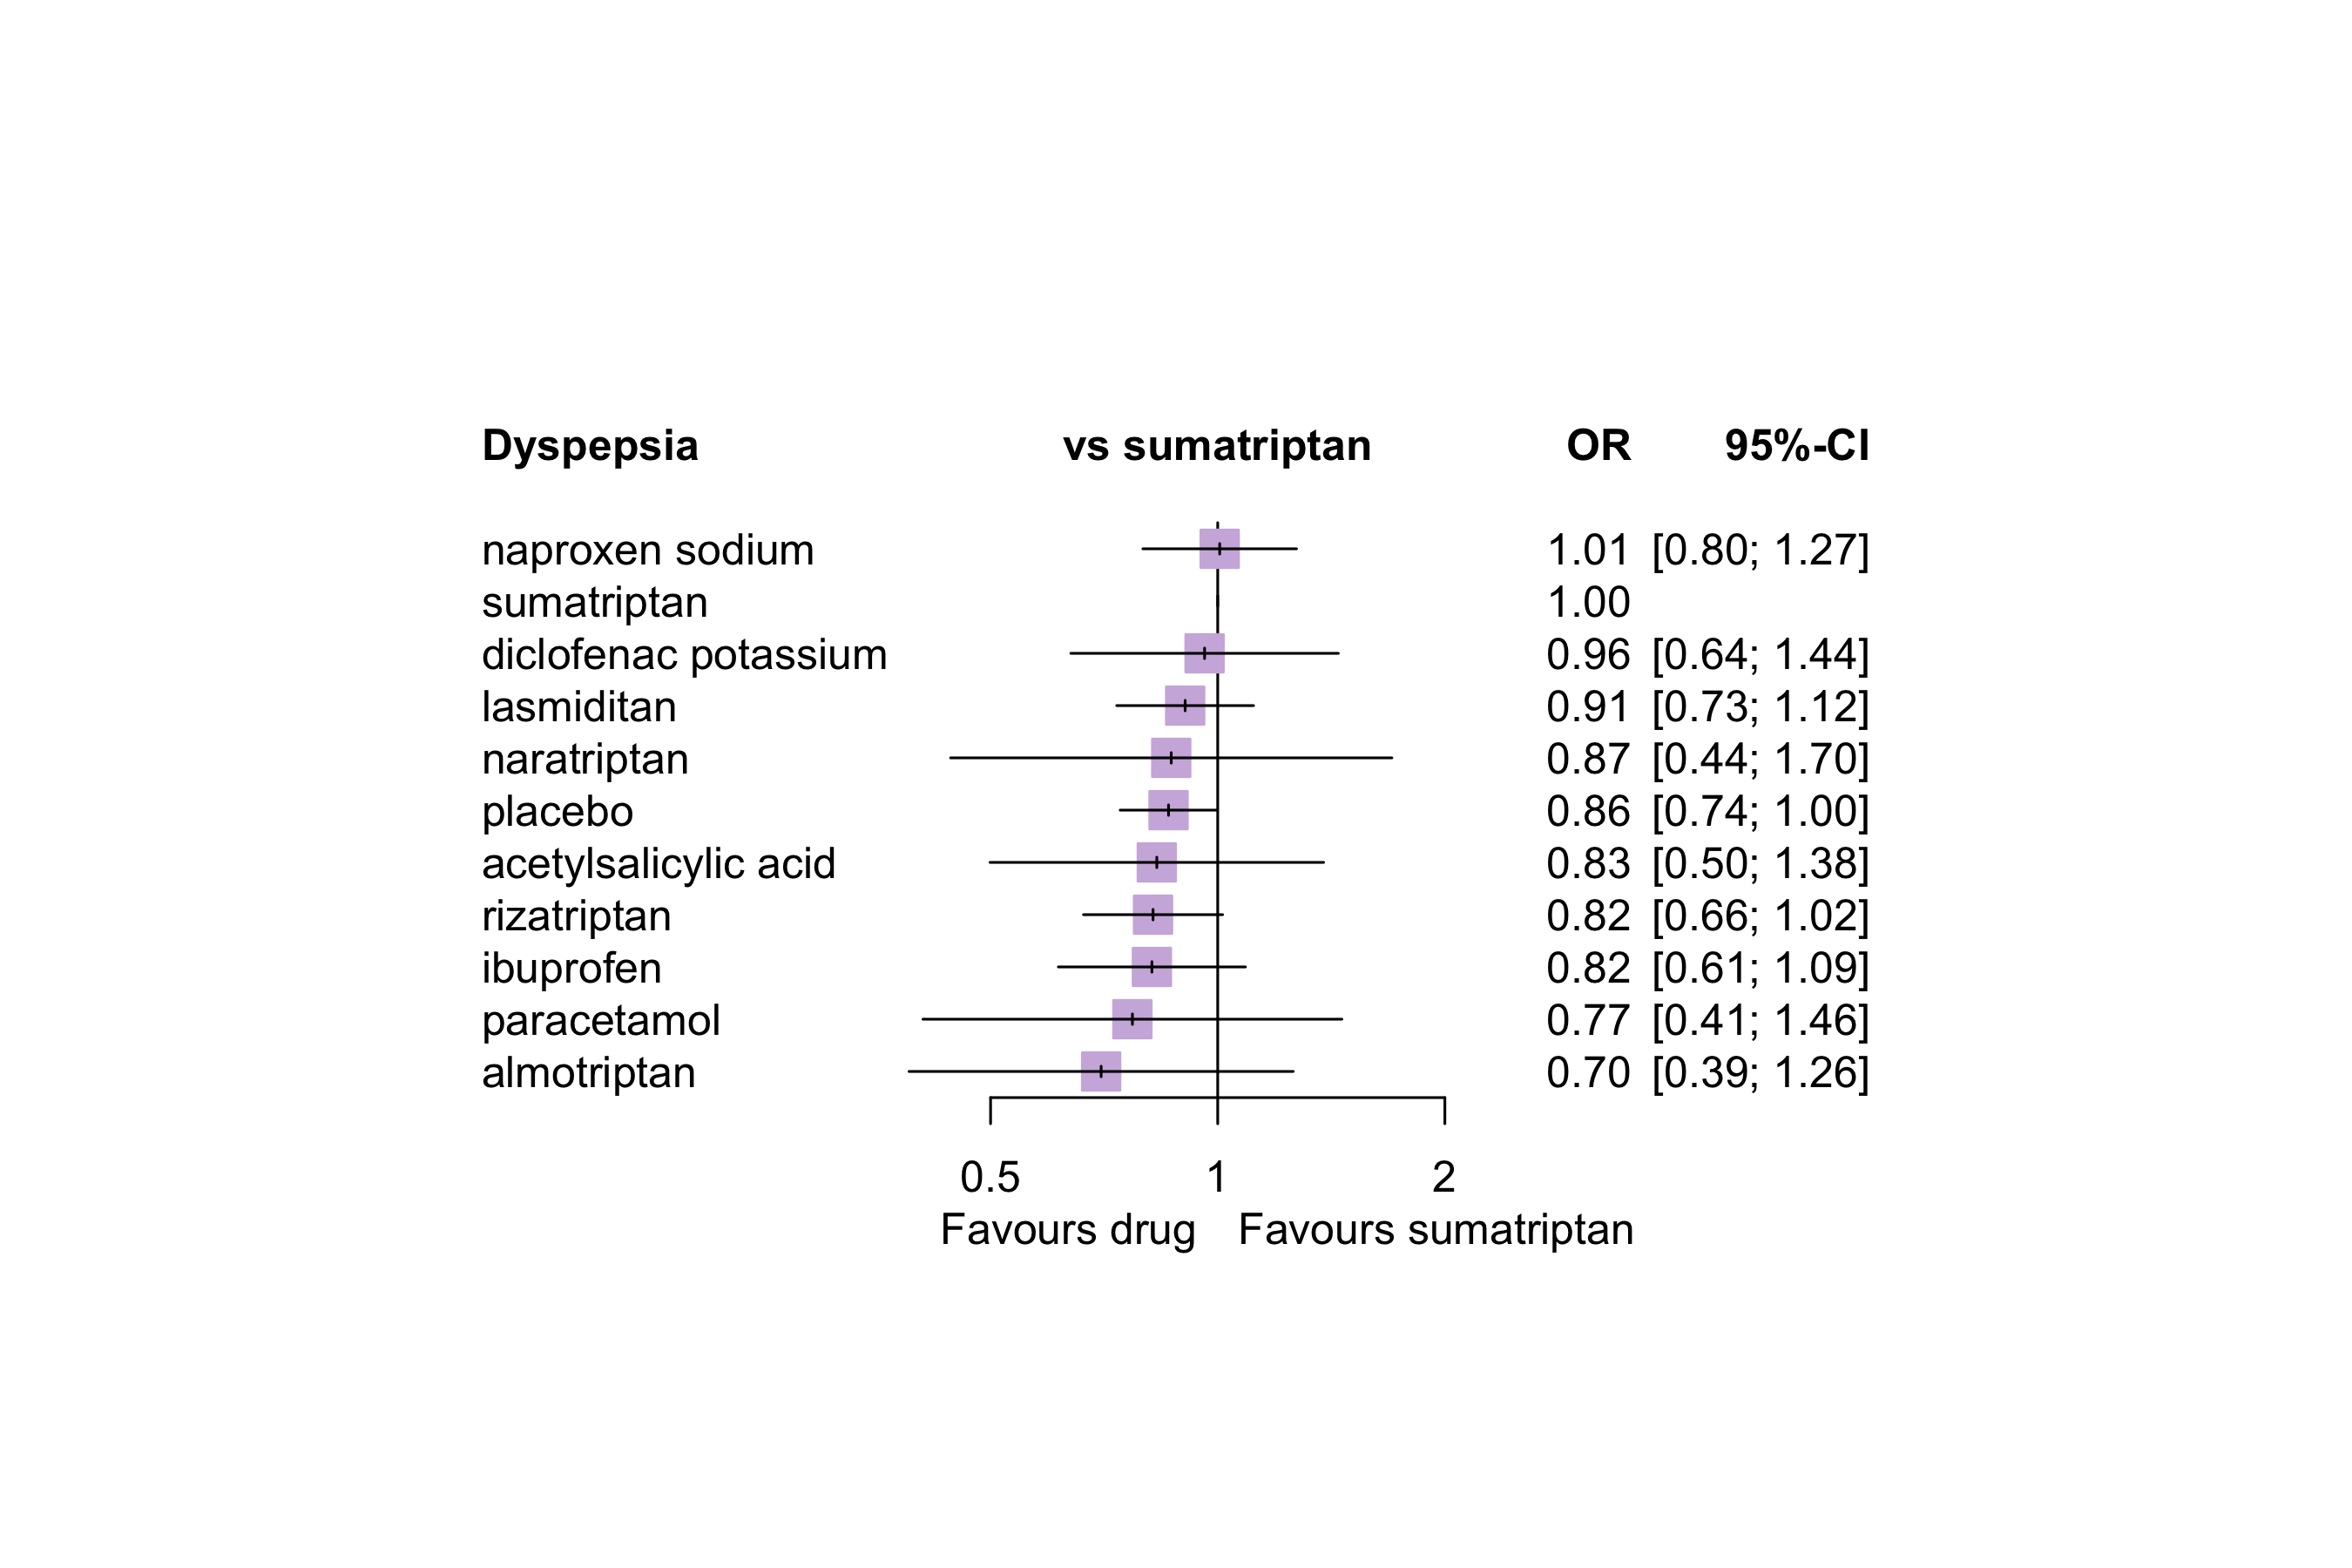 Dyspepsia vs sumatriptan OR 95%-CI
naproxen sodium 1.01 [0.80; 1.27]
sumatriptan 1.00
diclofenac potassium 0.96 [0.64; 1.44]
lasmiditan 0.91 [0.73; 1.12]
naratriptan 0.87 [0.44; 1.70]
placebo 0.86 [0.74; 1.00]
acetylsalicylic acid 0.83 [0.50; 1.38]
rizatriptan 0.82 [0.66; 1.02]
ibuprofen 0.82 [0.61; 1.09]
paracetamol 0.77 [0.41; 1.46]
almotriptan 0.70 [0.39; 1.26]
0.5 1 2
Favours drug Favours sumatriptan